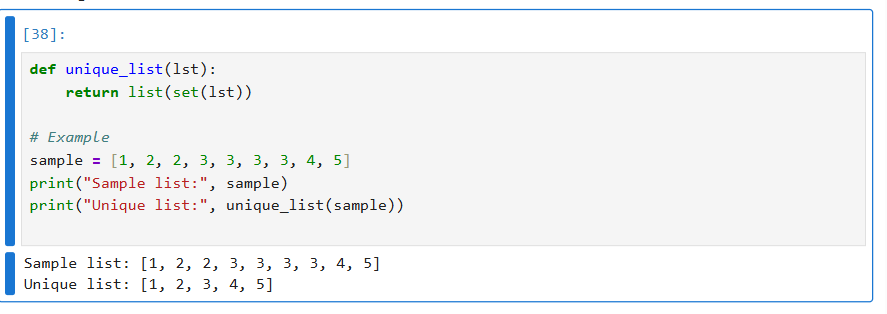 [38]:
def unique_list(lst):
    return list(set(lst))
# Example
sample = [1, 2, 2, 3, 3, 3, 3, 4, 5]
print("Sample list:", sample)
print("Unique list:", unique_list(sample))
Sample list: [1, 2, 2, 3, 3, 3, 3, 4, 5]
Unique list: [1, 2, 3, 4, 5]